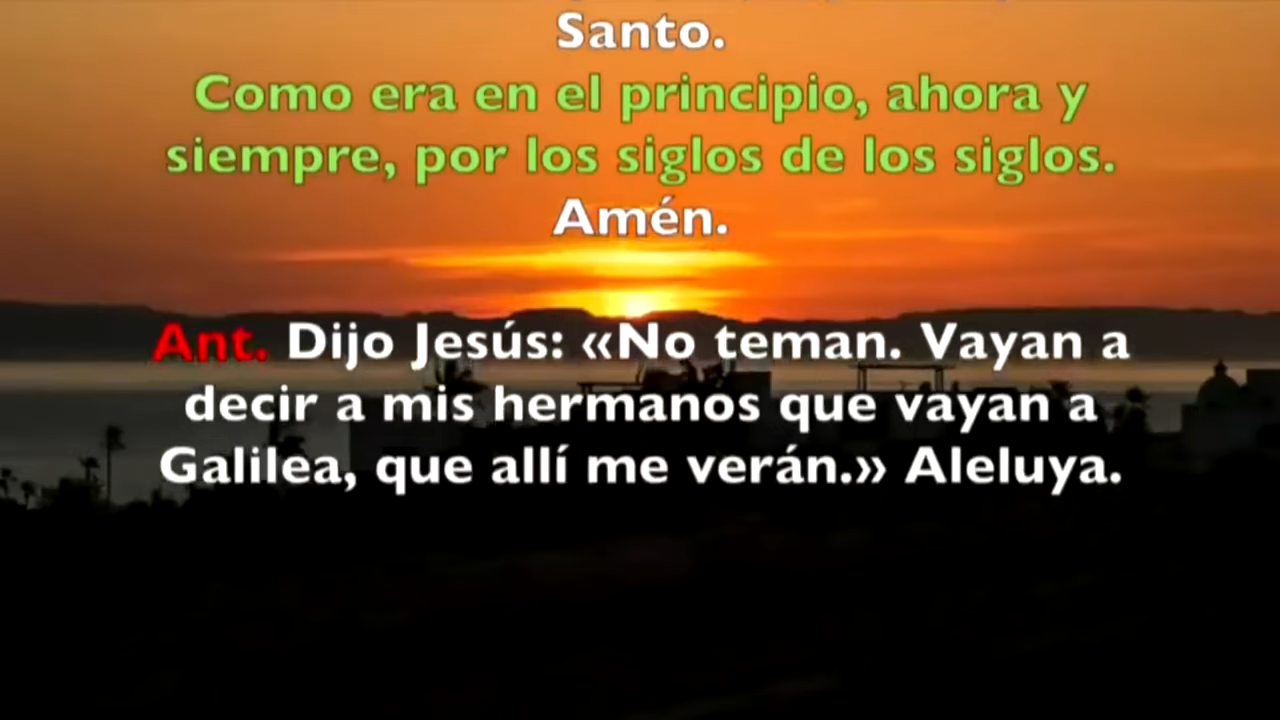 Santo.
Como era en el principio, ahora y
siempre, por los siglos de los siglos.
Amén.
Ant. Dijo Jesús: «No teman. Vayan a
decir a mis hermanos que vayan a
Galilea, que allí me verán.» Aleluya.